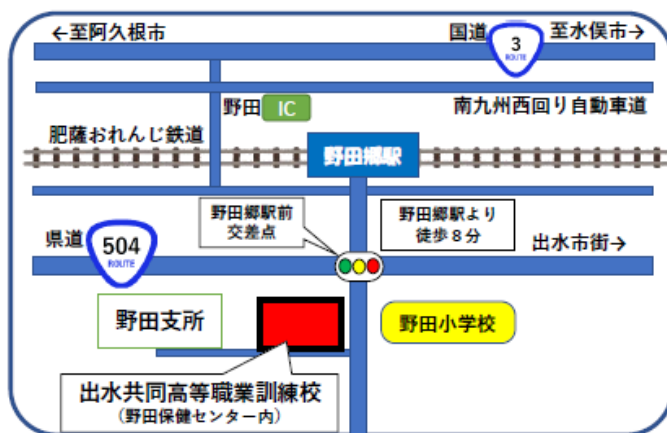 ←至阿久根市
国道
3
ROUTE
至水俣市→
野田 IC
南九州西回り自動車道
肥薩おれんじ鉄道
野田郷駅
野田郷駅前
交差点
野田郷駅より
徒歩８分
県道
504
ROUTE
出水市街→
野田支所
野田小学校
出水共同高等職業訓練校
（野田保健センター内）